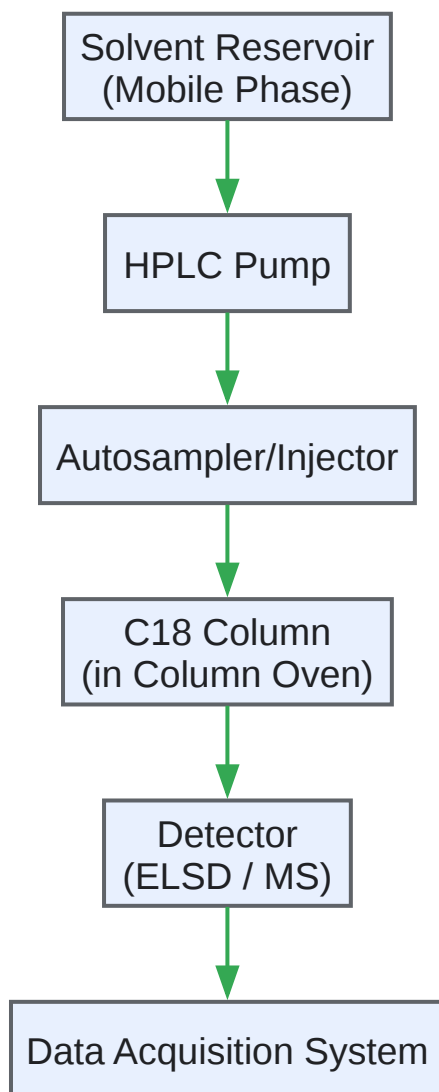 Solvent Reservoir
(Mobile Phase)
HPLC Pump
Autosampler/Injector
C18 Column
(in Column Oven)
Detector
(ELSD / MS)
Data Acquisition System